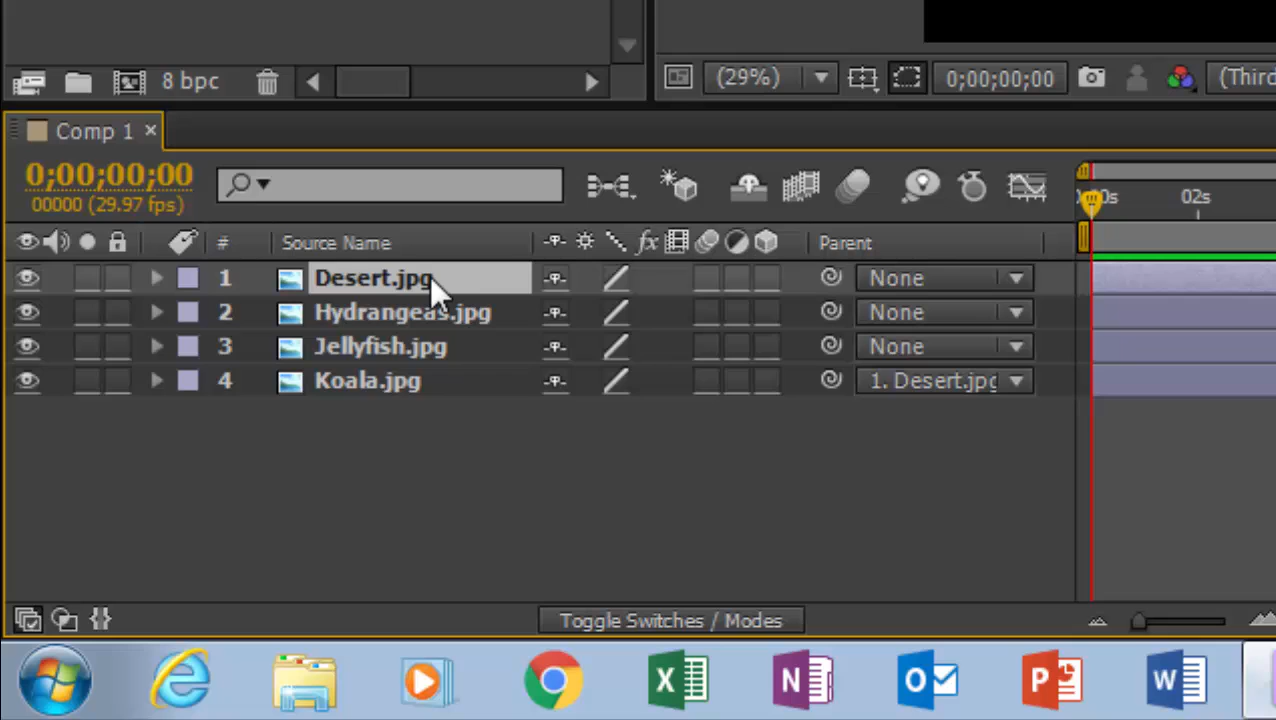 8 bpc
(29%)
0;00;00;00
(Third
Comp 1
0;00;00;00
00000 (29.97 fps)
02s
# Source Name
Parent
1 Desert.jpg None
2 Hydrangeas.jpg None
3 Jellyfish.jpg None
4 Koala.jpg 1. Desert.jpg
Toggle Switches / Modes